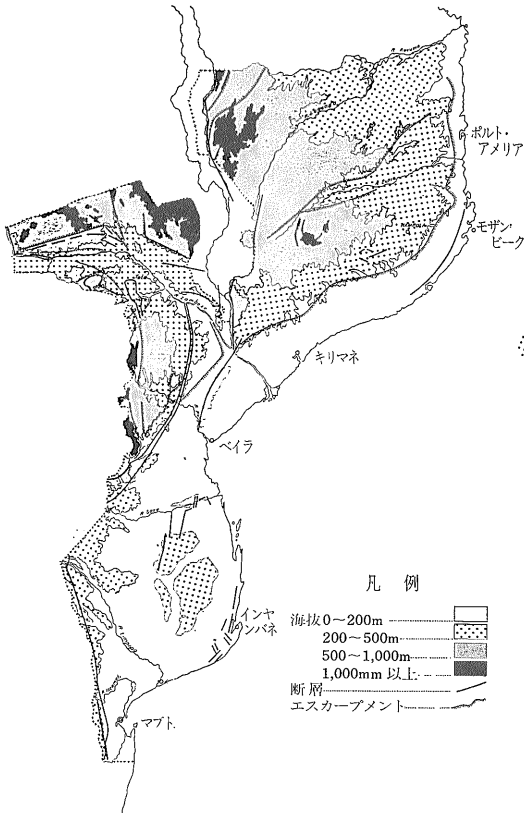 ポルト・
アメリア
モザン
ビーク
キリマネ
ベイラ
インヤ
ンバネ
マプト
凡 例
海抜0〜200m
200〜500m
500〜1,000m
1,000mm 以上
断層
エスカープメント